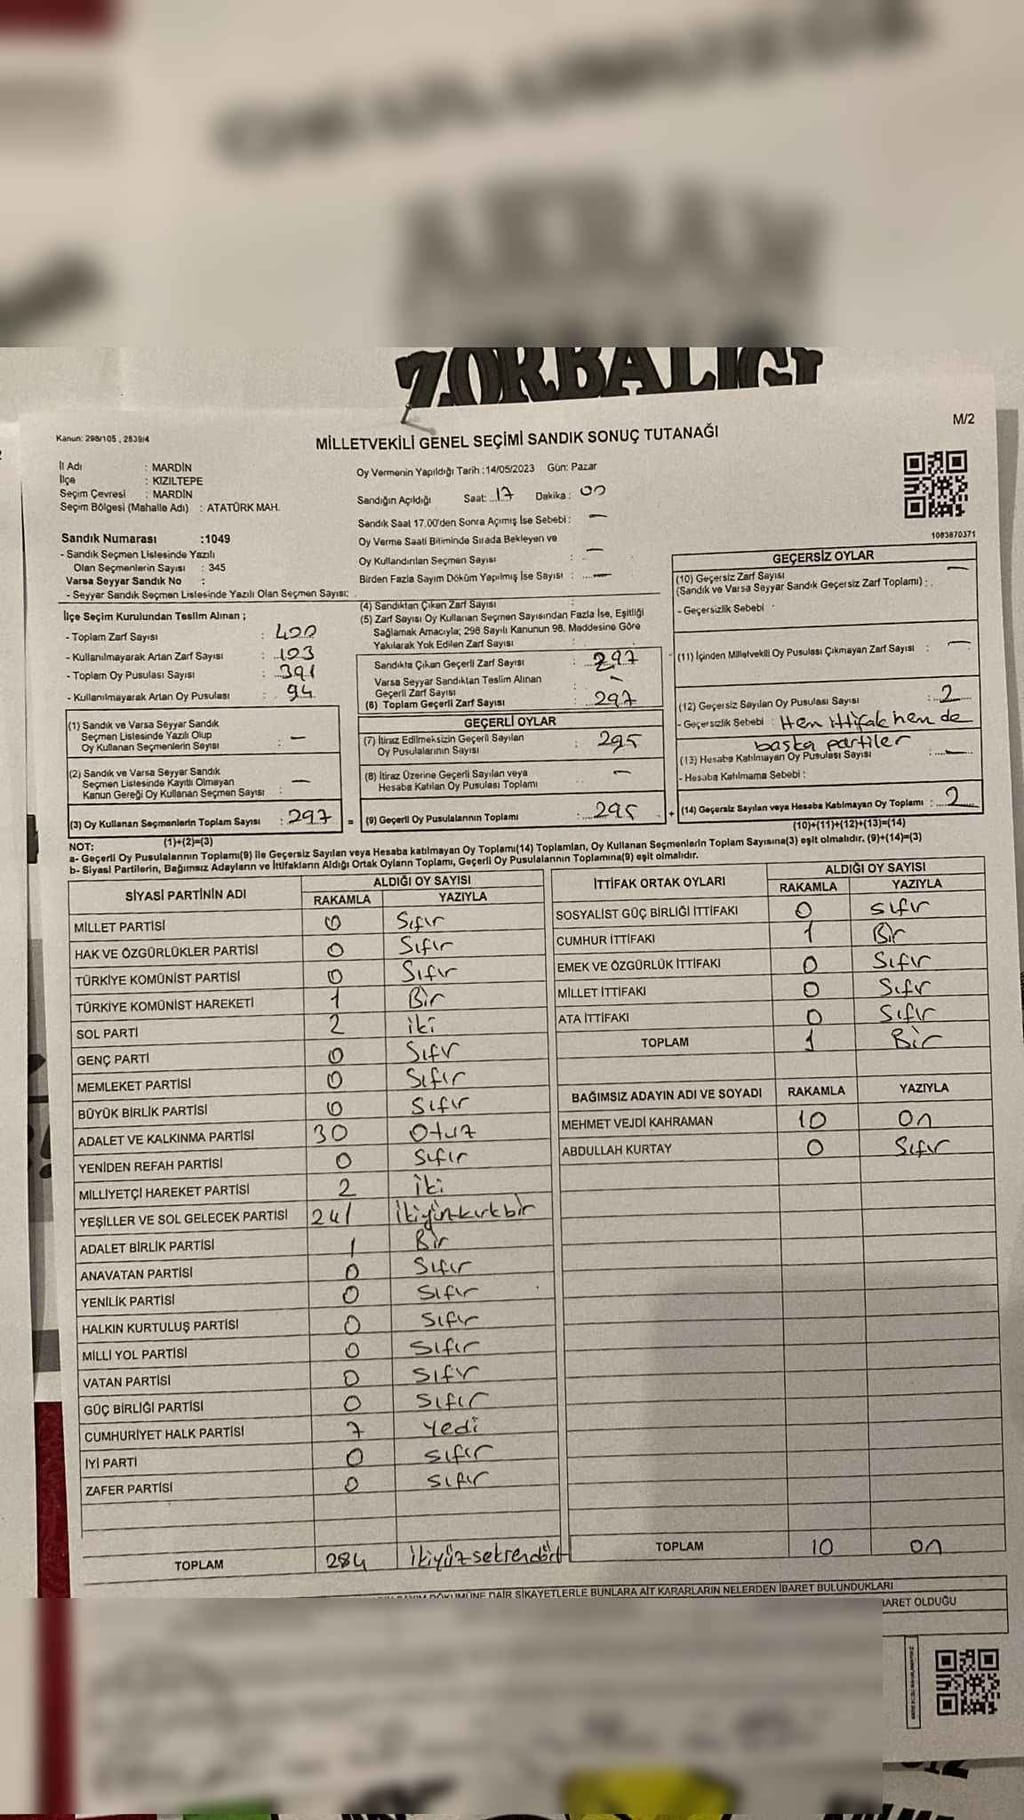 ZORBALIĞI
Kanun: 298/105 , 2839/4
M/2
MİLLETVEKİLİ GENEL SEÇİMİ SANDIK SONUÇ TUTANAĞI
İl Adı : MARDİN
İlçe : KIZILTEPE
Seçim Çevresi : MARDİN
Seçim Bölgesi (Mahalle Adı) : ATATÜRK MAH.
Sandık Numarası :1049
- Sandık Seçmen Listesinde Yazılı
Olan Seçmenlerin Sayısı : 345
Varsa Seyyar Sandık No :
- Seyyar Sandık Seçmen Listesinde Yazılı Olan Seçmen Sayısı:
Oy Vermenin Yapıldığı Tarih :14/05/2023 Gün: Pazar
Sandığın Açıldığı Saat: 17 Dakika : 00
Sandık Saat 17.00'den Sonra Açımış İse Sebebi : —
Oy Verme Saati Bitiminde Sırada Bekleyen ve
Oy Kullandırılan Seçmen Sayısı : —
Birden Fazla Sayım Döküm Yapılmış İse Sayısı : —
1083870371
İlçe Seçim Kurulundan Teslim Alınan ;
- Toplam Zarf Sayısı : 400
- Kullanılmayarak Artan Zarf Sayısı : 103
- Toplam Oy Pusulası Sayısı : 391
- Kullanılmayarak Artan Oy Pusulası : 94
(1) Sandık ve Varsa Seyyar Sandık
Seçmen Listesinde Yazılı Olup
Oy Kullanan Seçmenlerin Sayısı : —
(2) Sandık ve Varsa Seyyar Sandık
Seçmen Listesinde Kayıtlı Olmayan
Kanun Gereği Oy Kullanan Seçmen Sayısı : —
(3) Oy Kullanan Seçmenlerin Toplam Sayısı : 297
(1)+(2)=(3)
(4) Sandıktan Çıkan Zarf Sayısı :
(5) Zarf Sayısı Oy Kullanan Seçmen Sayısından Fazla İse, Eşitliği
Sağlamak Amacıyla; 298 Sayılı Kanunun 98. Maddesine Göre
Yakılarak Yok Edilen Zarf Sayısı :
Sandıkta Çıkan Geçerli Zarf Sayısı : 297
Varsa Seyyar Sandıktan Teslim Alınan
Geçerli Zarf Sayısı : —
(6) Toplam Geçerli Zarf Sayısı : 297
GEÇERLİ OYLAR
(7) İtiraz Edilmeksizin Geçerli Sayılan
Oy Pusulalarının Sayısı : 295
(8) İtiraz Üzerine Geçerli Sayılan veya
Hesaba Katılan Oy Pusulası Toplamı : —
= (9) Geçerli Oy Pusulalarının Toplamı : 295
GEÇERSİZ OYLAR
(10) Geçersiz Zarf Sayısı —
(Sandık ve Varsa Seyyar Sandık Geçersiz Zarf Toplamı) :
- Geçersizlik Sebebi :
(11) İçinden Milletvekili Oy Pusulası Çıkmayan Zarf Sayısı : —
(12) Geçersiz Sayılan Oy Pusulası Sayısı : 2
- Geçersizlik Sebebi : Hem ittifak hem de
başka partiler
(13) Hesaba Katılmayan Oy Pusulası Sayısı : —
- Hesaba Katılmama Sebebi :
+ (14) Geçersiz Sayılan veya Hesaba Katılmayan Oy Toplamı : 2
(10)+(11)+(12)+(13)=(14)
NOT:
a- Geçerli Oy Pusulalarının Toplamı(9) ile Geçersiz Sayılan veya Hesaba katılmayan Oy Toplamı(14) Toplamları, Oy Kullanan Seçmenlerin Toplam Sayısına(3) eşit olmalıdır. (9)+(14)=(3)
b- Siyasi Partilerin, Bağımsız Adayların ve İttifakların Aldığı Ortak Oyların Toplamı, Geçerli Oy Pusulalarının Toplamına(9) eşit olmalıdır.
SİYASİ PARTİNİN ADI ALDIĞI OY SAYISI
RAKAMLA YAZIYLA
MİLLET PARTİSİ 0 Sıfır
HAK VE ÖZGÜRLÜKLER PARTİSİ 0 Sıfır
TÜRKİYE KOMÜNİST PARTİSİ 0 Sıfır
TÜRKİYE KOMÜNİST HAREKETİ 1 Bir
SOL PARTİ 2 iki
GENÇ PARTİ 0 Sıfır
MEMLEKET PARTİSİ 0 Sıfır
BÜYÜK BİRLİK PARTİSİ 0 Sıfır
ADALET VE KALKINMA PARTİSİ 30 Otuz
YENİDEN REFAH PARTİSİ 0 Sıfır
MİLLİYETÇİ HAREKET PARTİSİ 2 iki
YEŞİLLER VE SOL GELECEK PARTİSİ 241 ikiyüzkırkbir
ADALET BİRLİK PARTİSİ 1 Bir
ANAVATAN PARTİSİ 0 Sıfır
YENİLİK PARTİSİ 0 Sıfır
HALKIN KURTULUŞ PARTİSİ 0 Sıfır
MİLLİ YOL PARTİSİ 0 Sıfır
VATAN PARTİSİ 0 Sıfır
GÜÇ BİRLİĞİ PARTİSİ 0 Sıfır
CUMHURİYET HALK PARTİSİ 7 Yedi
İYİ PARTİ 0 Sıfır
ZAFER PARTİSİ 0 Sıfır
TOPLAM 284 ikiyüzseksendört
İTTİFAK ORTAK OYLARI ALDIĞI OY SAYISI
RAKAMLA YAZIYLA
SOSYALİST GÜÇ BİRLİĞİ İTTİFAKI 0 Sıfır
CUMHUR İTTİFAKI 1 Bir
EMEK VE ÖZGÜRLÜK İTTİFAKI 0 Sıfır
MİLLET İTTİFAKI 0 Sıfır
ATA İTTİFAKI 0 Sıfır
TOPLAM 1 Bir
BAĞIMSIZ ADAYIN ADI VE SOYADI RAKAMLA YAZIYLA
MEHMET VEJDİ KAHRAMAN 10 On
ABDULLAH KURTAY 0 Sıfır
TOPLAM 10 on
DÖKÜMÜNE DAİR ŞİKAYETLERLE BUNLARA AİT KARARLARIN NELERDEN İBARET BULUNDUKLARI
BARET OLDUĞU